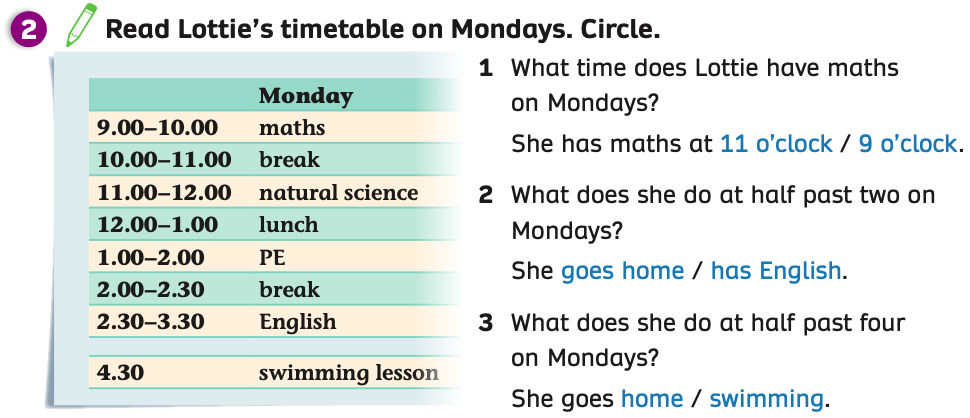 2 Read Lottie's timetable on Mondays. Circle.
Monday
9.00–10.00 maths
10.00–11.00 break
11.00–12.00 natural science
12.00–1.00 lunch
1.00–2.00 PE
2.00–2.30 break
2.30–3.30 English
4.30 swimming lesson
1 What time does Lottie have maths
on Mondays?
She has maths at 11 o'clock / 9 o'clock.
2 What does she do at half past two on
Mondays?
She goes home / has English.
3 What does she do at half past four
on Mondays?
She goes home / swimming.